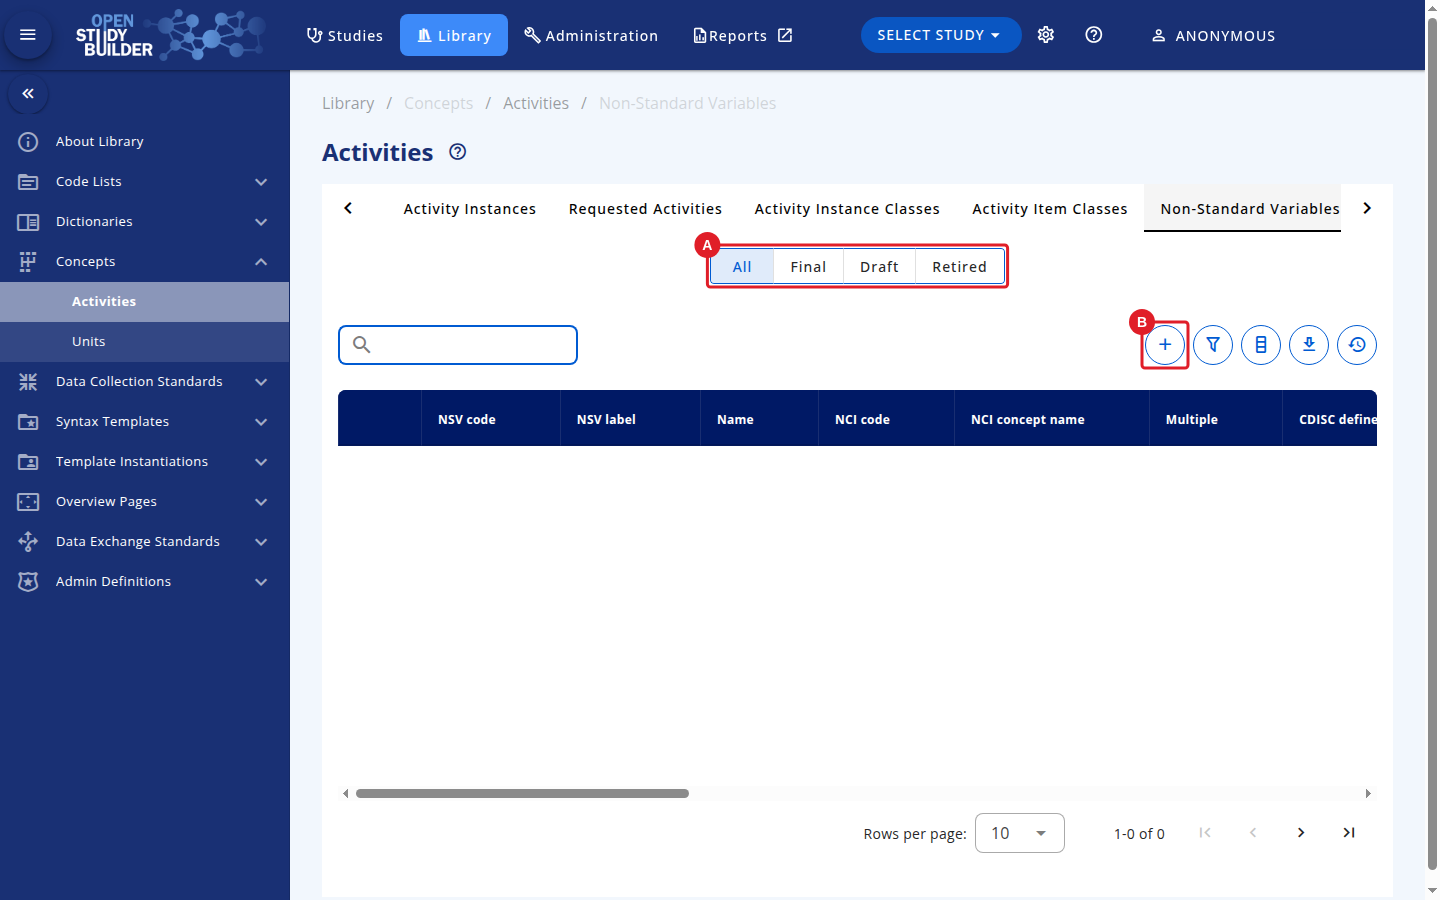 OPEN
STUDY
BUILDER
Studies
Library
Administration
Reports
SELECT STUDY
ANONYMOUS
About Library
Code Lists
Dictionaries
Concepts
Activities
Units
Data Collection Standards
Syntax Templates
Template Instantiations
Overview Pages
Data Exchange Standards
Admin Definitions
Library / Concepts / Activities / Non-Standard Variables
Activities
Activity Instances
Requested Activities
Activity Instance Classes
Activity Item Classes
Non-Standard Variables
A
All
Final
Draft
Retired
B
NSV code
NSV label
Name
NCI code
NCI concept name
Multiple
CDISC define
Rows per page:
10
1-0 of 0